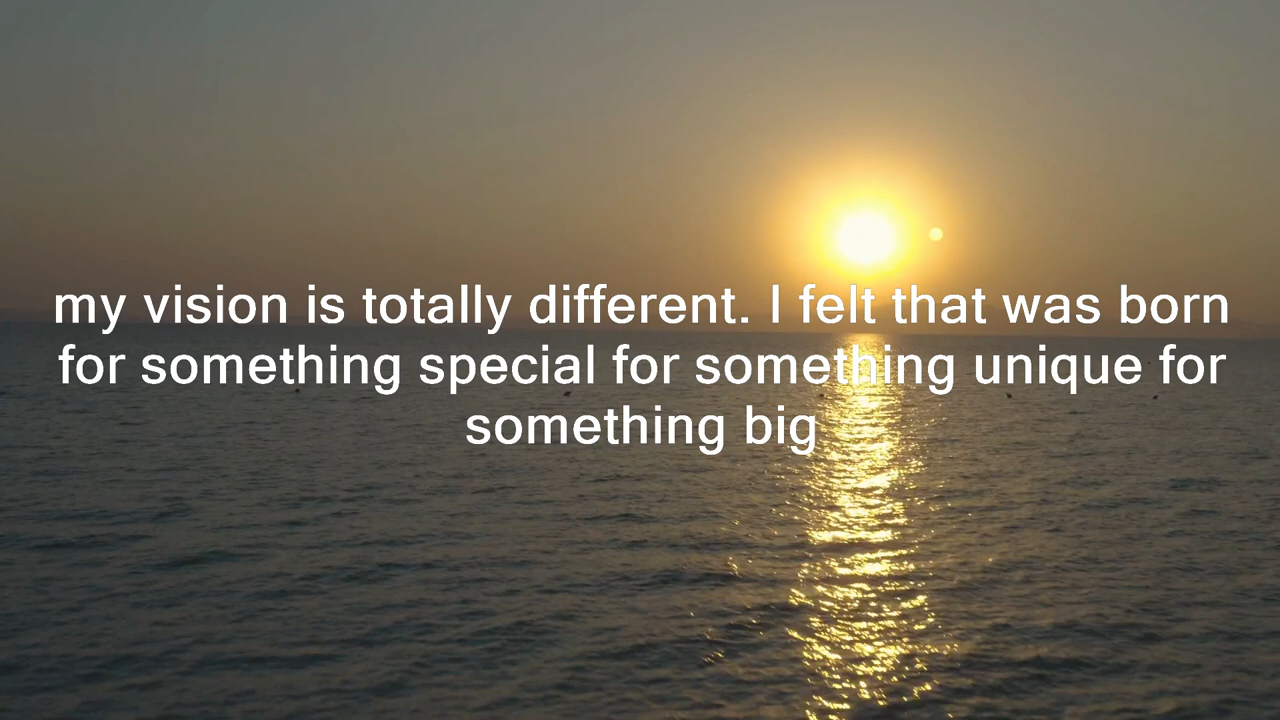 my vision is totally different. I felt that was born
for something special for something unique for
something big